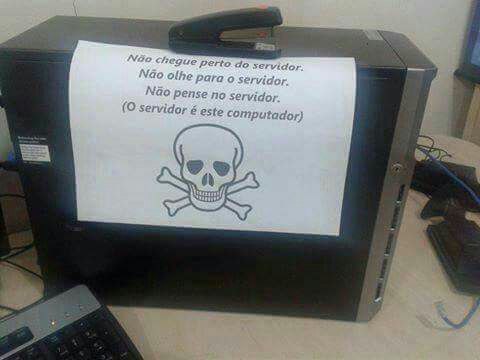 Não chegue perto do servidor.
Não olhe para o servidor.
Não pense no servidor.
(O servidor é este computador)